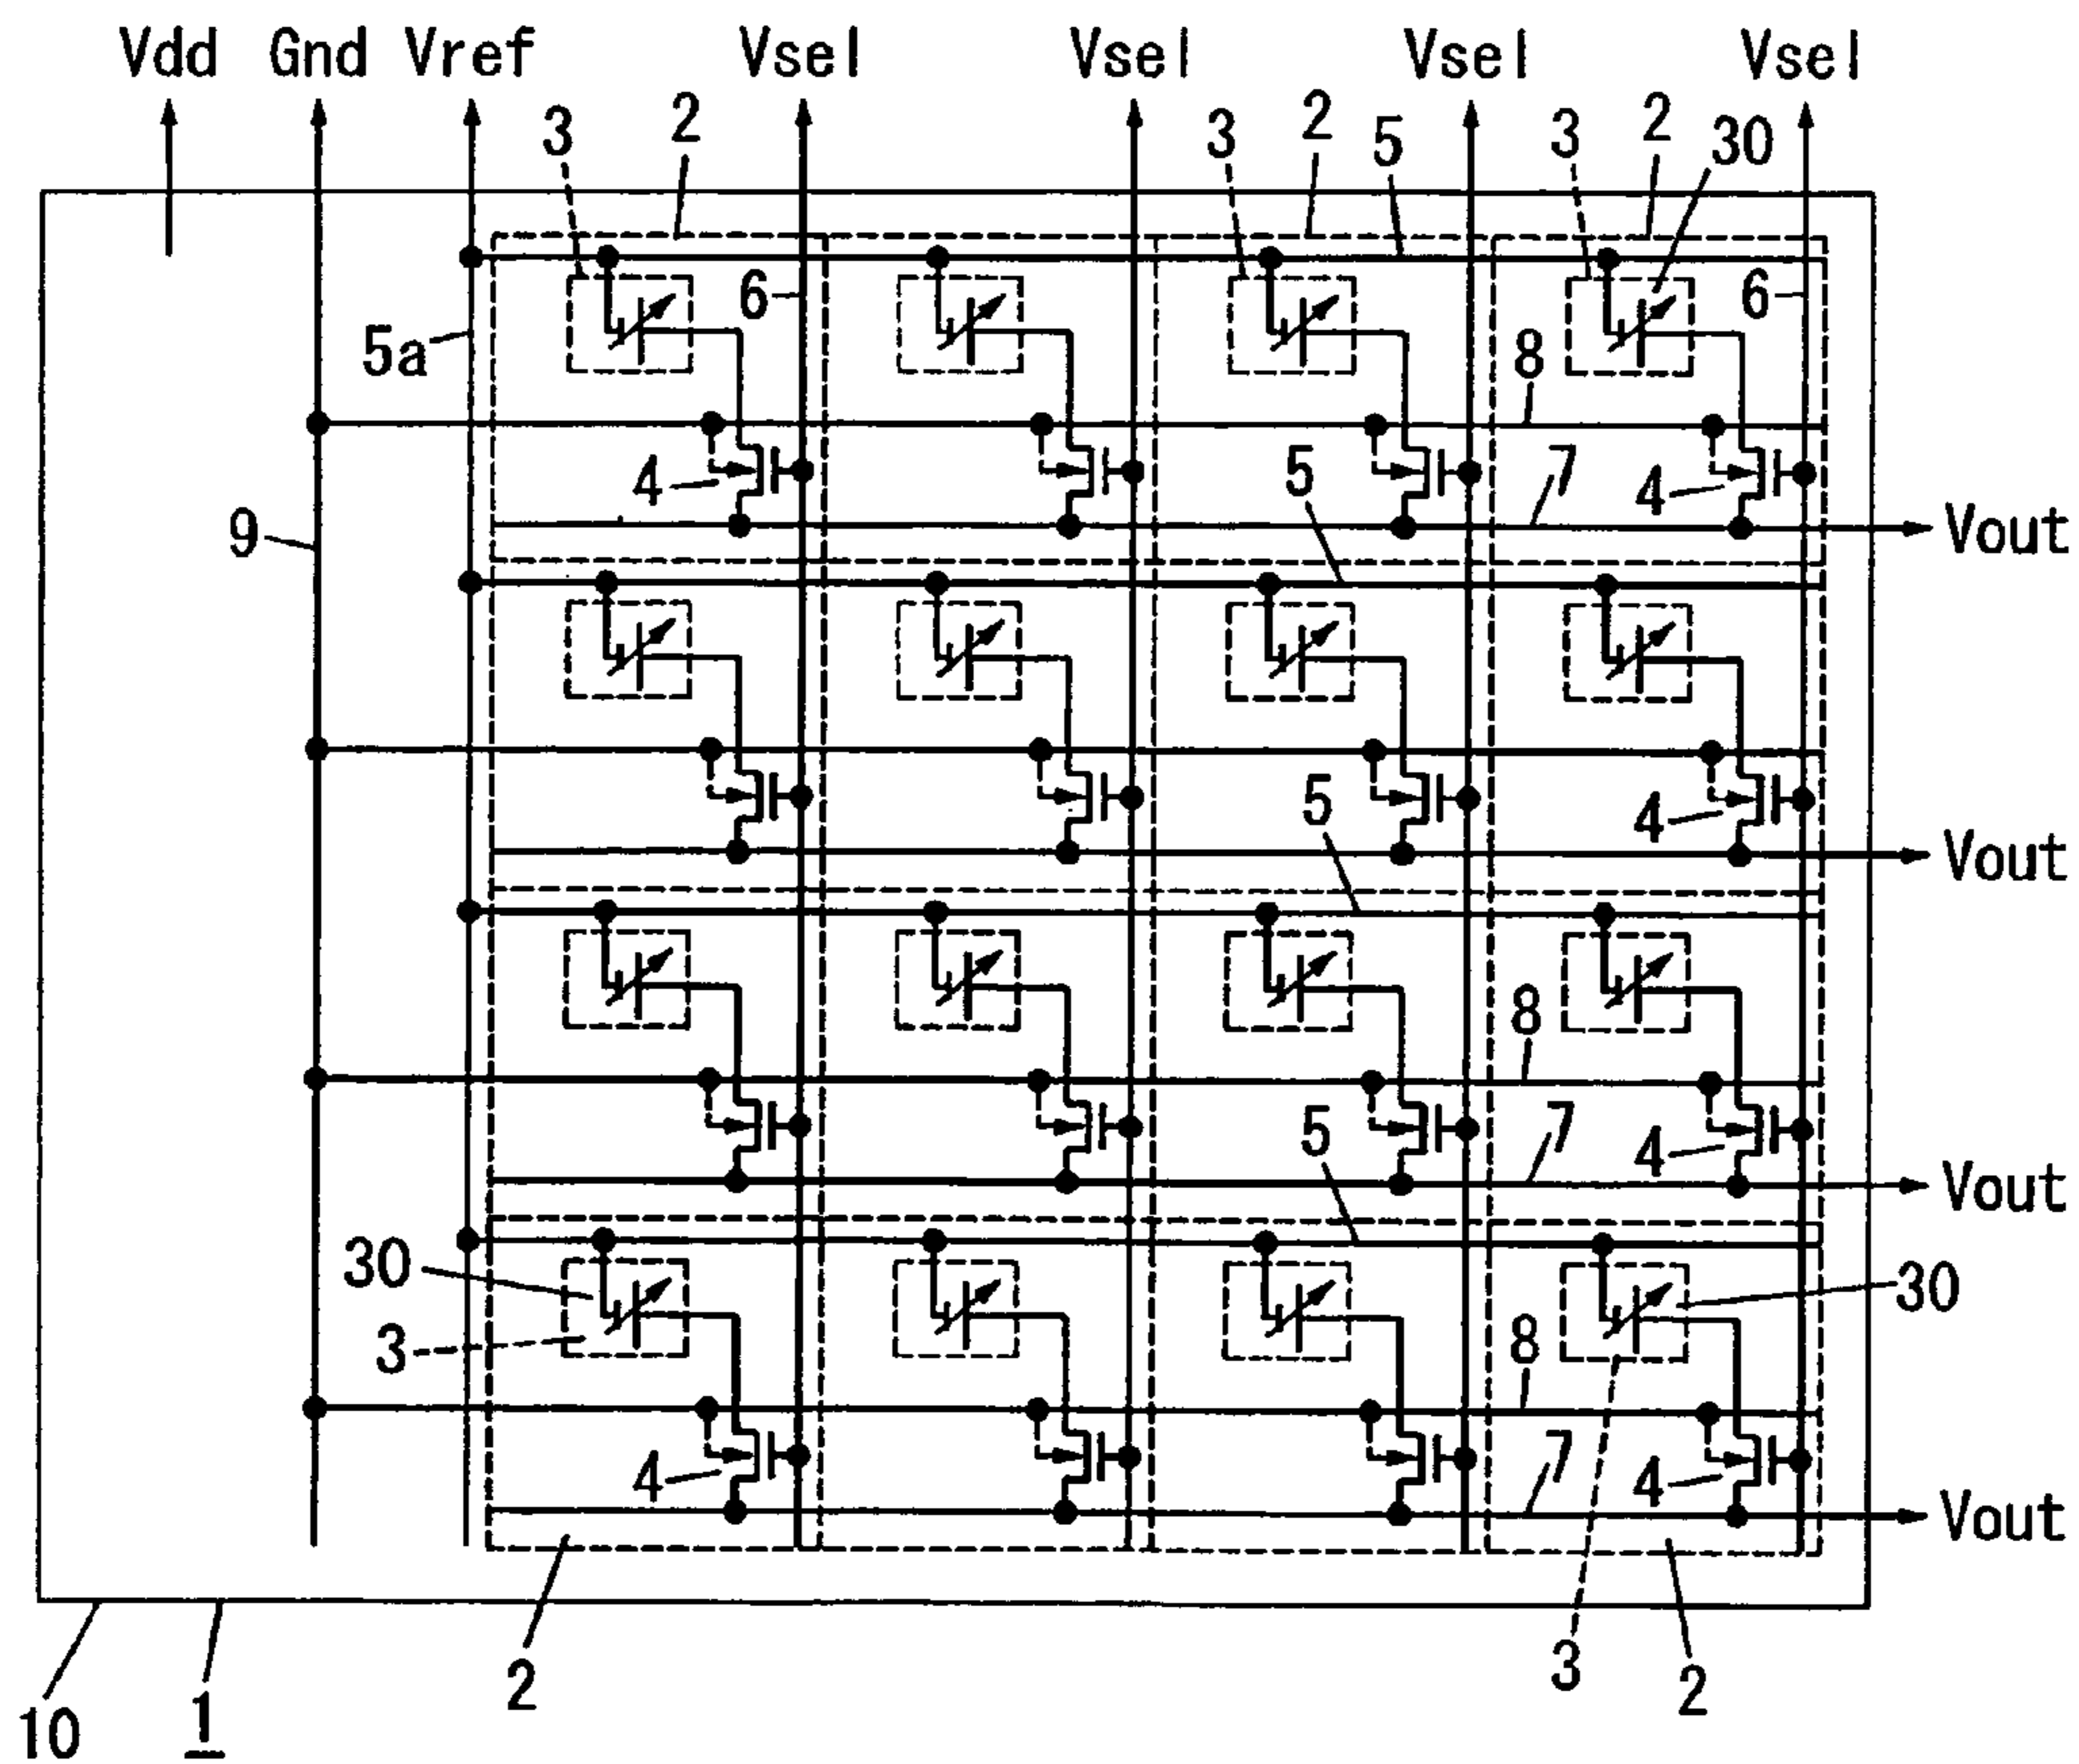 Vdd Gnd Vref Vsel Vsel Vsel Vsel
3 2 3 2 5 3 2 30
6 6
5a 8
4 5 7 4
9 Vout
5 4
Vout
8
5 7 4
Vout
30 30
3 8
4 7 4
Vout
2 3 2
10 1